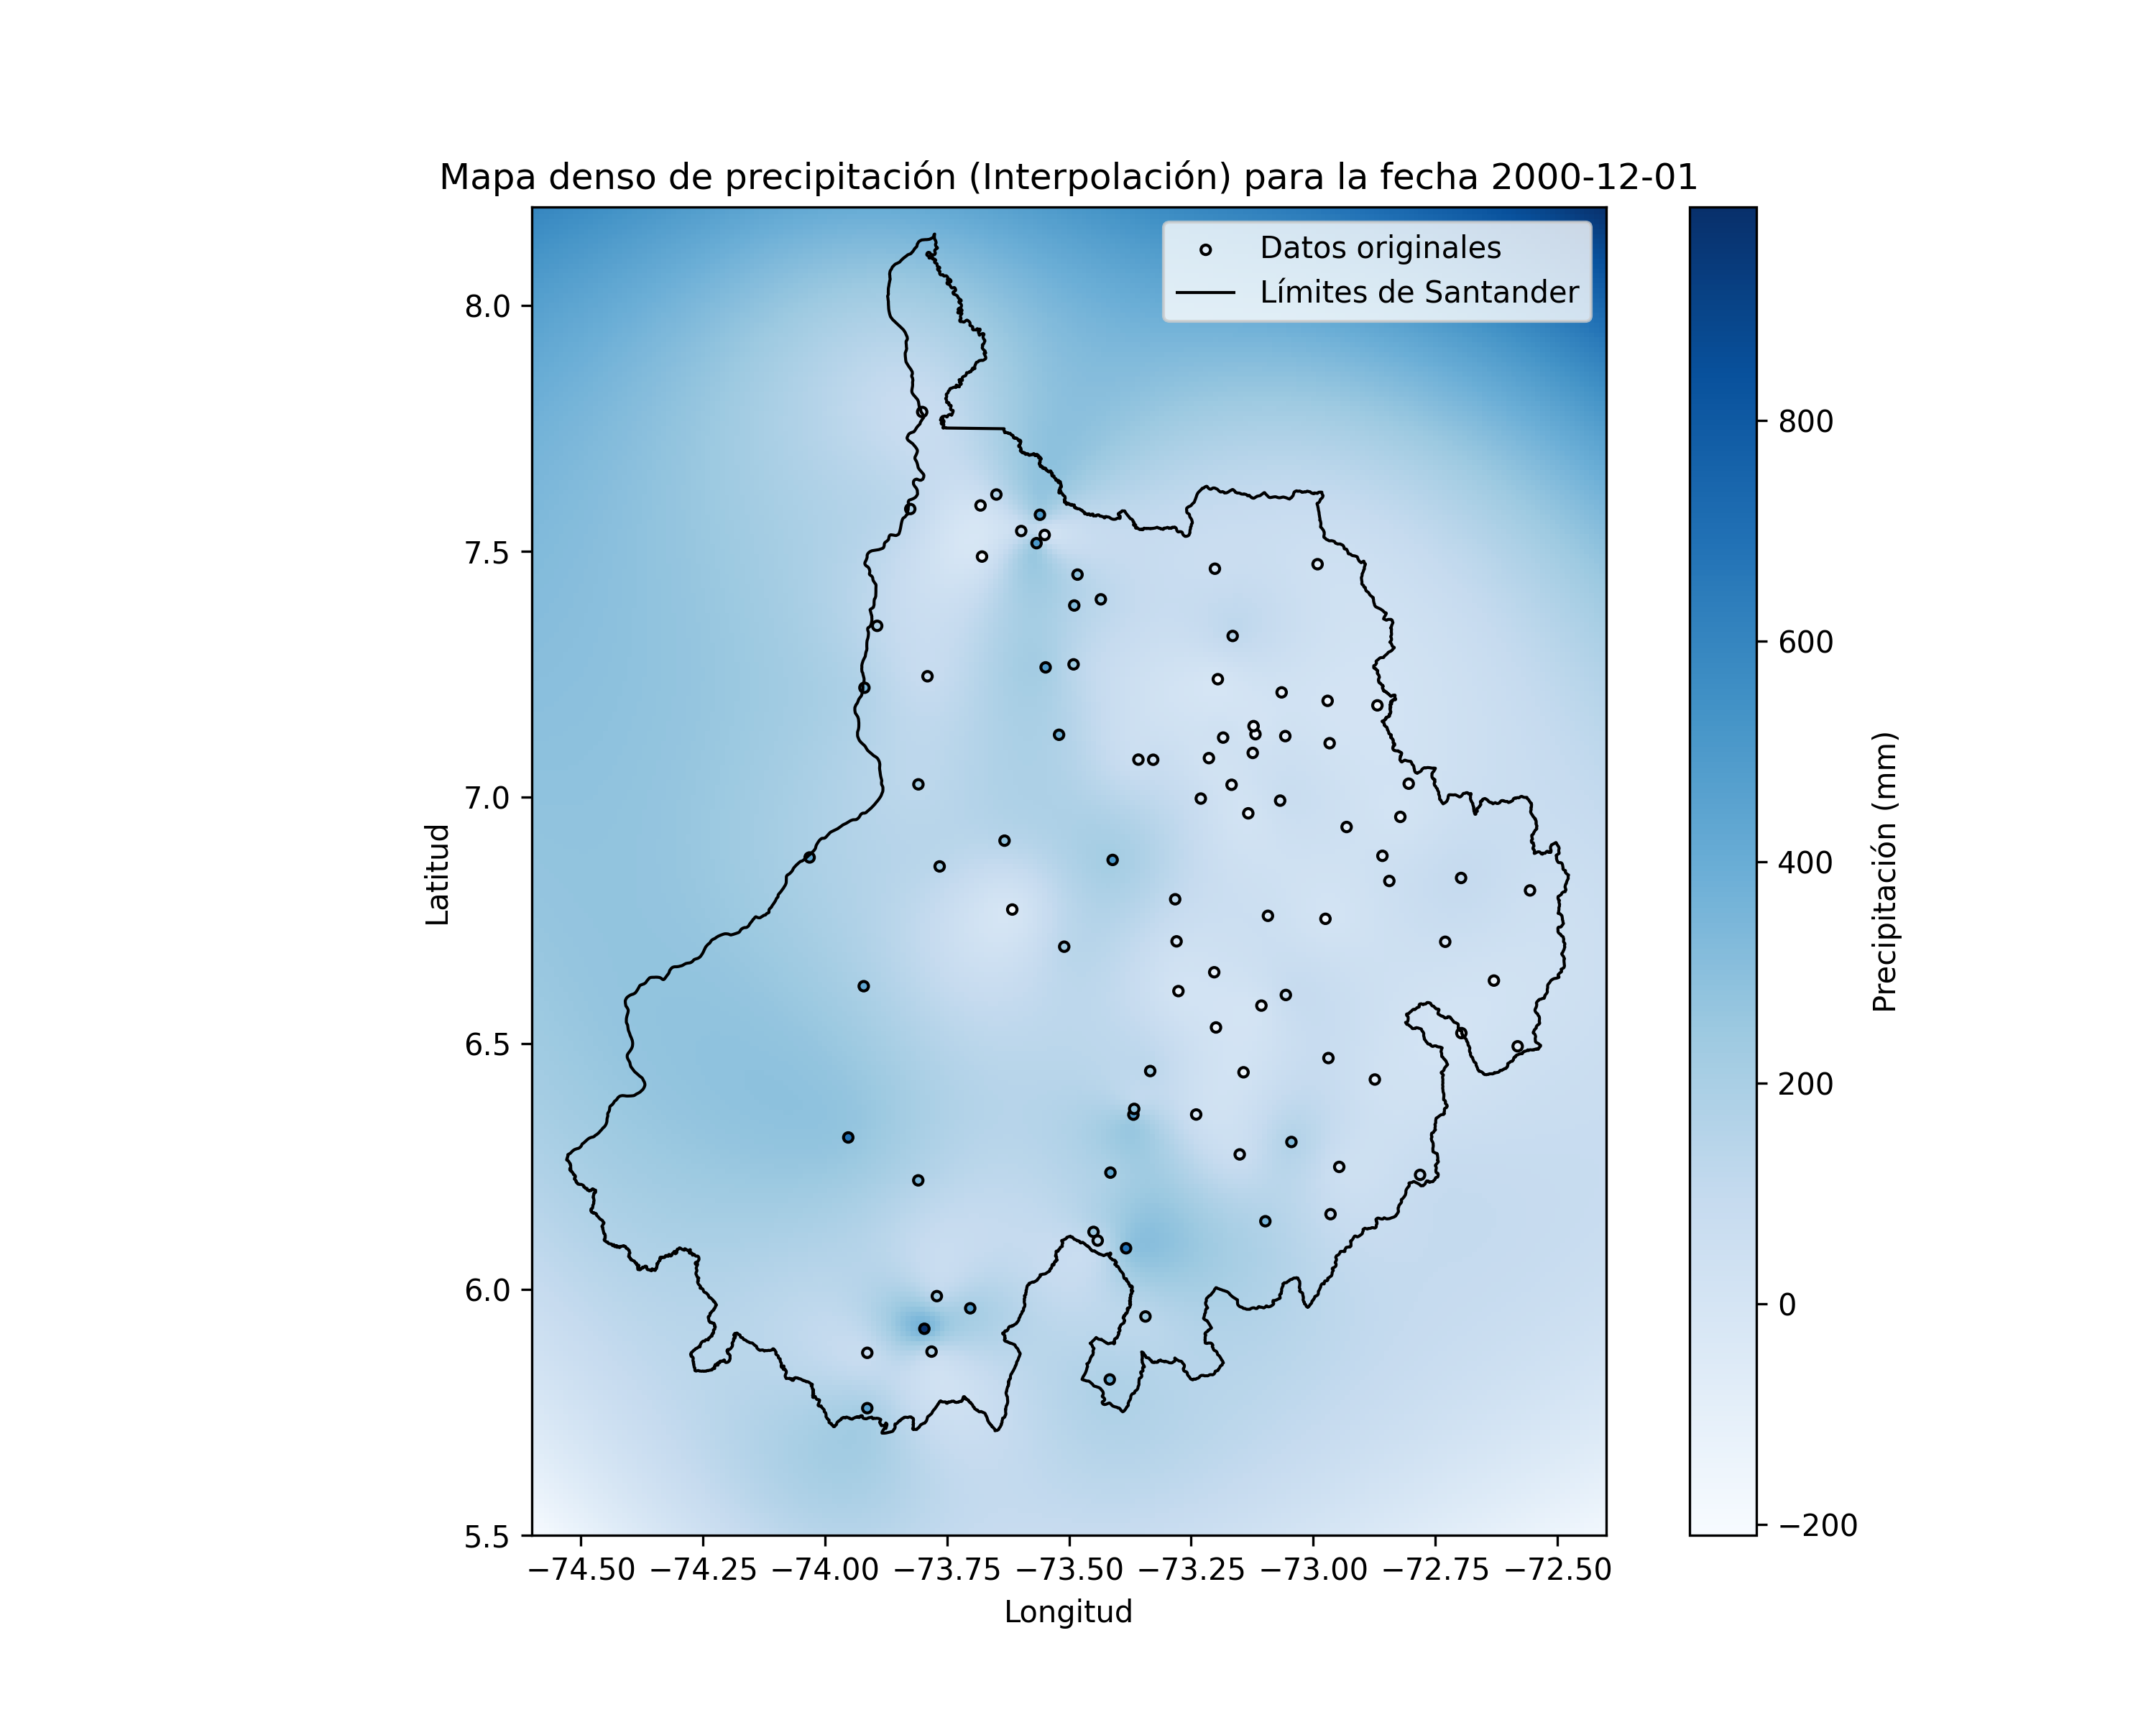 Mapa denso de precipitación (Interpolación) para la fecha 2000-12-01
Datos originales
Límites de Santander
8.0
7.5
7.0
6.5
6.0
5.5
Latitud
−74.50 −74.25 −74.00 −73.75 −73.50 −73.25 −73.00 −72.75 −72.50
Longitud
800
600
400
200
0
−200
Precipitación (mm)